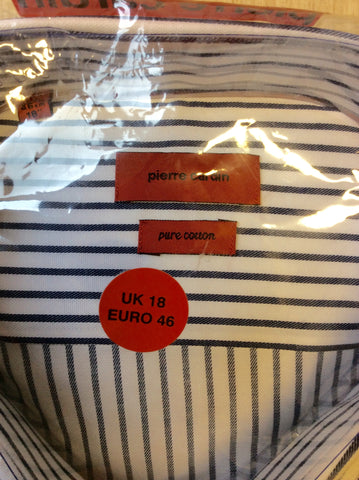 pierre cardin
pure cotton
UK 18
EURO 46